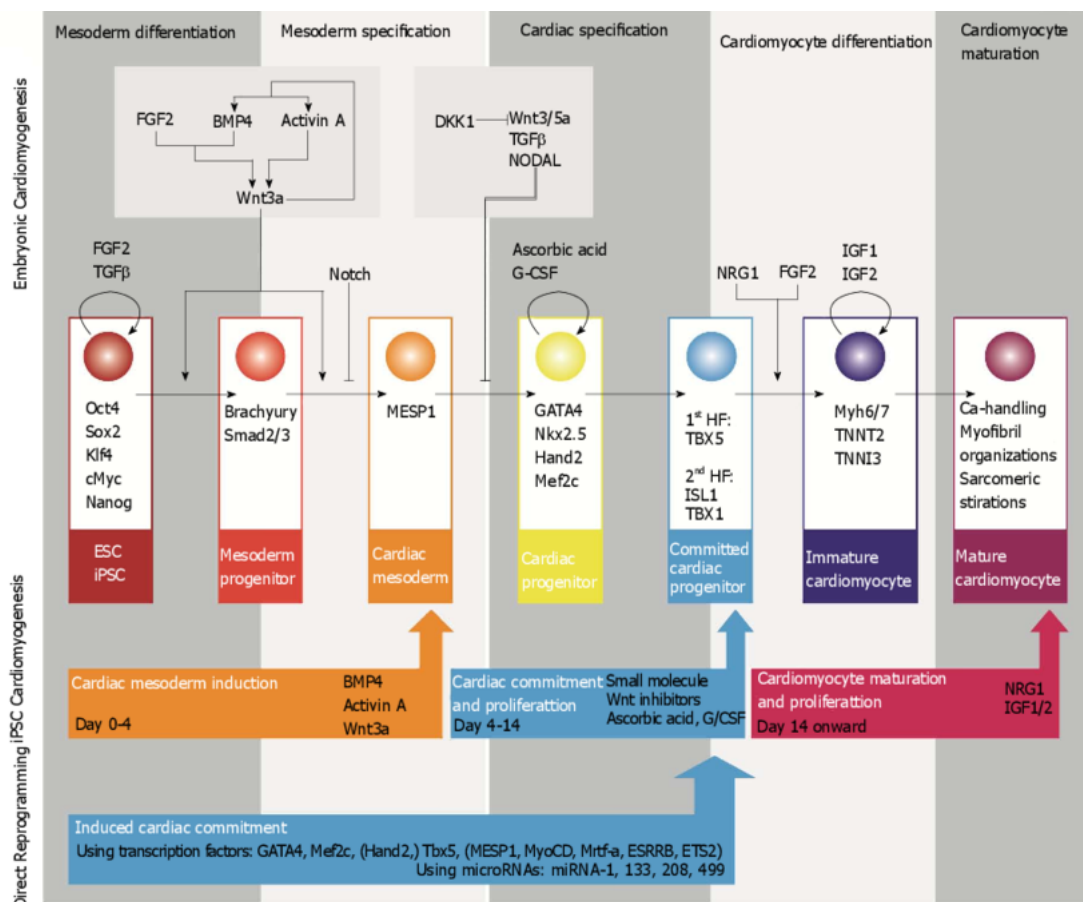 Mesoderm differentiation
Mesoderm specification
Cardiac specification
Cardiomyocyte differentiation
Cardiomyocyte
maturation
Embryonic Cardiomyogenesis
FGF2
BMP4
Activin A
Wnt3a
DKK1
Wnt3/5a
TGFβ
NODAL
FGF2
TGFβ
Notch
Ascorbic acid
G-CSF
NRG1
FGF2
IGF1
IGF2
Oct4
Sox2
Klf4
cMyc
Nanog
ESC
iPSC
Brachyury
Smad2/3
Mesoderm
progenitor
MESP1
Cardiac
mesoderm
GATA4
Nkx2.5
Hand2
Mef2c
Cardiac
progenitor
1st HF:
TBX5
2nd HF:
ISL1
TBX1
Committed
cardiac
progenitor
Myh6/7
TNNT2
TNNI3
Immature
cardiomyocyte
Ca-handling
Myofibril
organizations
Sarcomeric
stirations
Mature
cardiomyocyte
Direct Reprogramming iPSC Cardiomyogenesis
Cardiac mesoderm induction
Day 0-4
BMP4
Activin A
Wnt3a
Cardiac commitment
and proliferattion
Day 4-14
Small molecule
Wnt inhibitors
Ascorbic acid, G/CSF
Cardiomyocyte maturation
and proliferattion
Day 14 onward
NRG1
IGF1/2
Induced cardiac commitment
Using transcription factors: GATA4, Mef2c, (Hand2,) Tbx5, (MESP1, MyoCD, Mrtf-a, ESRRB, ETS2)
Using microRNAs: miRNA-1, 133, 208, 499